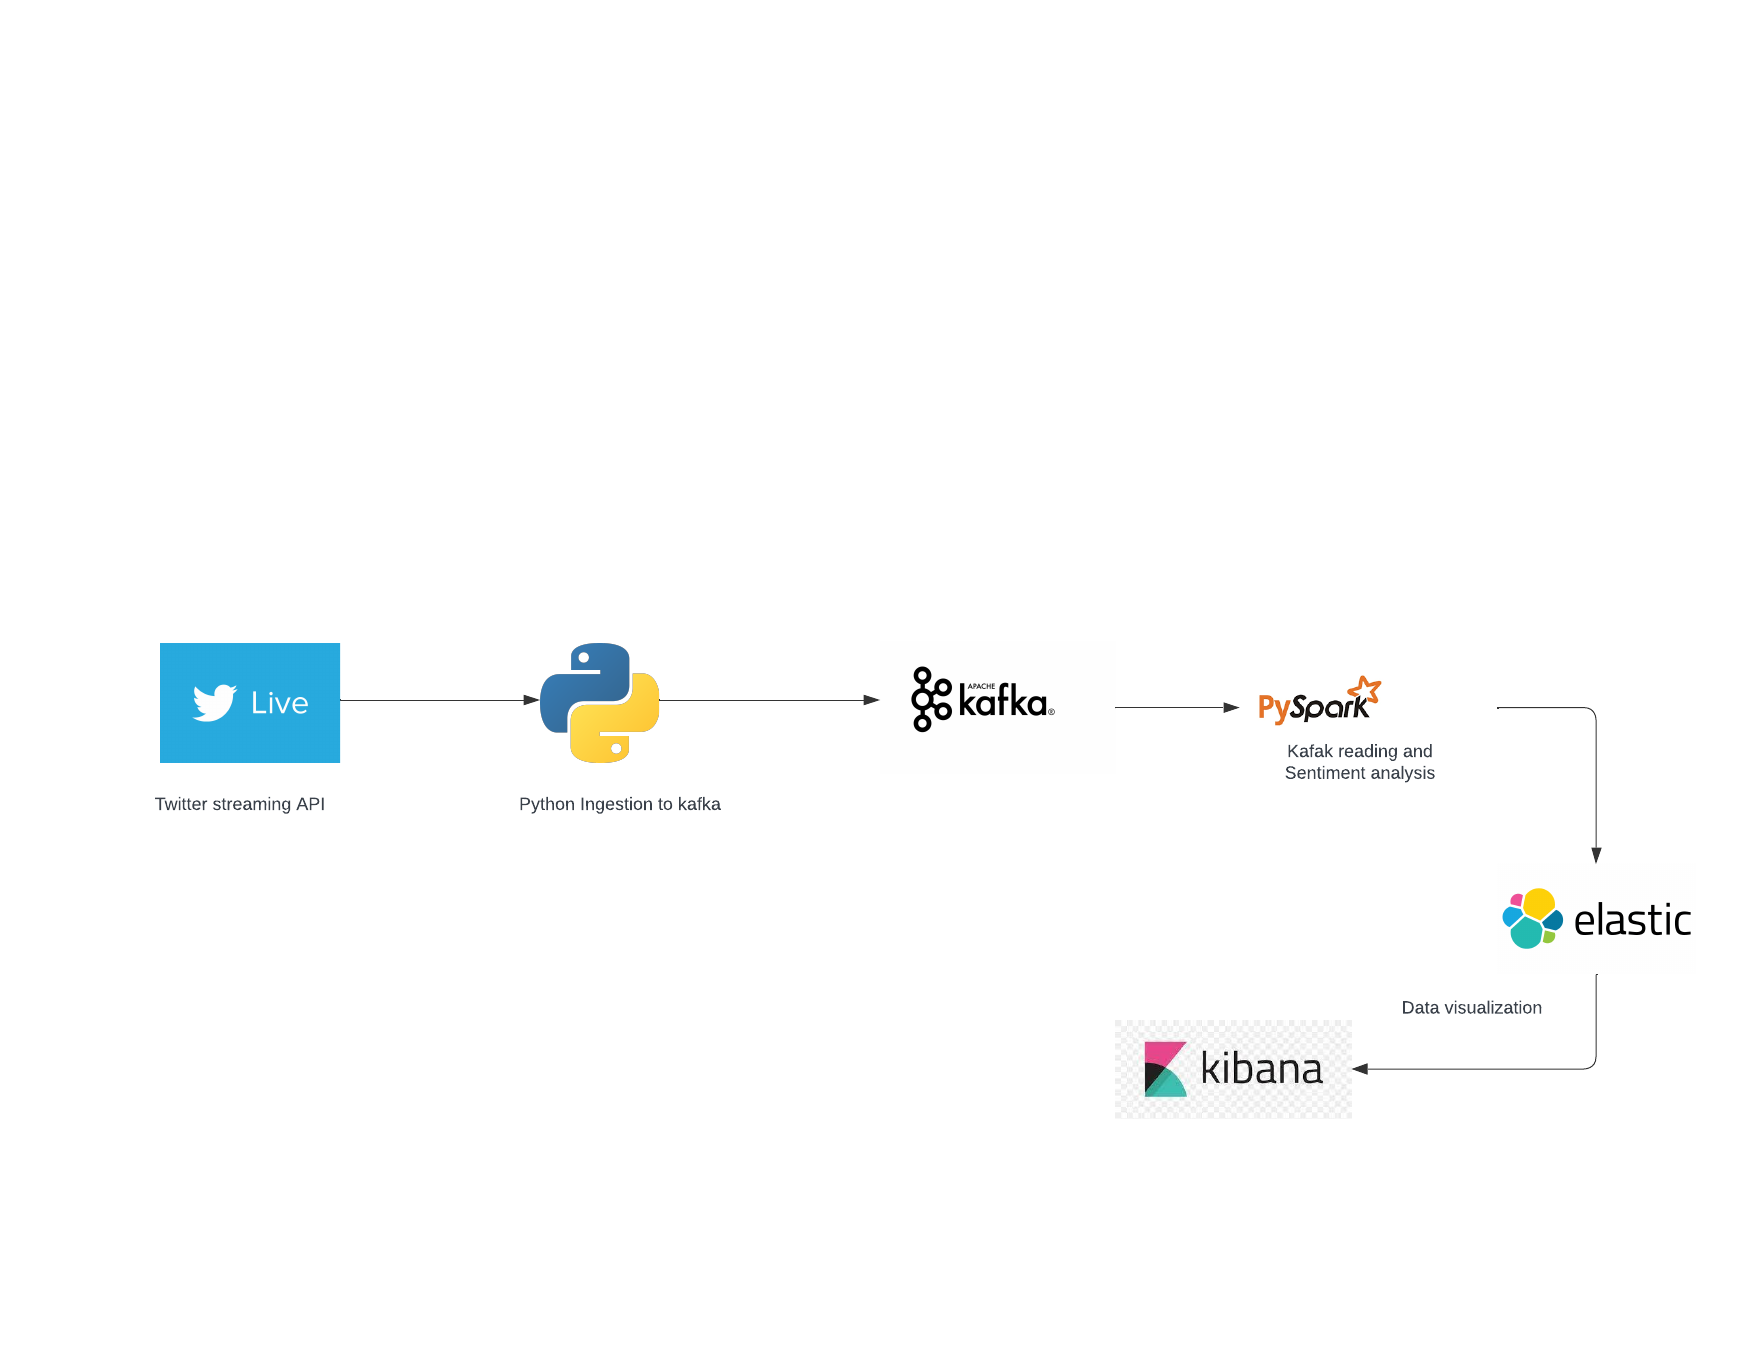 Live
Twitter streaming API
Python Ingestion to kafka
APACHE
kafka®
PySpark
Kafak reading and
Sentiment analysis
elastic
Data visualization
kibana